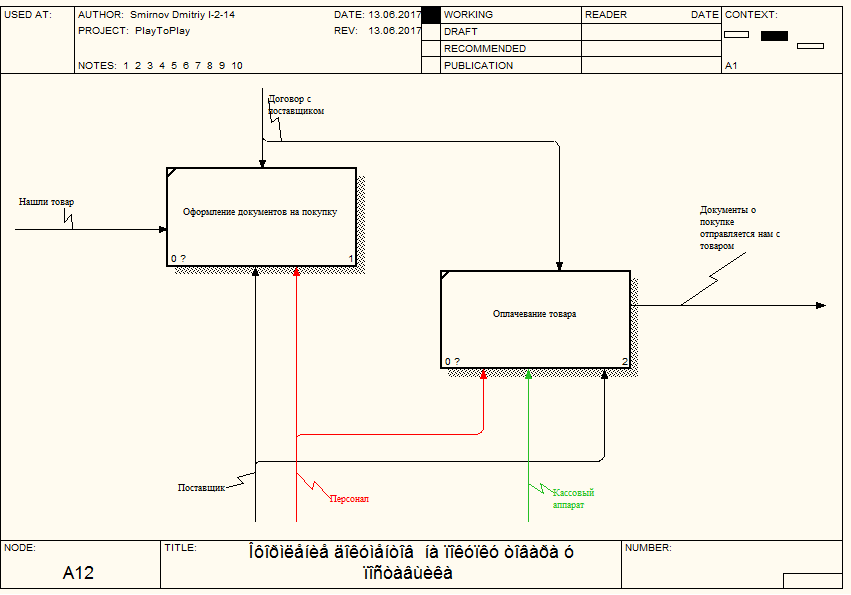 USED AT:
AUTHOR: Smirnov Dmitriy I-2-14
DATE: 13.06.2017
WORKING
READER
DATE
CONTEXT:
PROJECT: PlayToPlay
REV: 13.06.2017
DRAFT
RECOMMENDED
NOTES: 1 2 3 4 5 6 7 8 9 10
PUBLICATION
A1
Договор с
поставщиком
Нашли товар
Оформление документов на покупку
0 ?
1
Документы о
покупке
отправляется нам с
товаром
Оплачевание товара
0 ?
2
Поставщик
Персонал
Кассовый
аппарат
NODE:
A12
TITLE:
Îôîðìëåíèå äîêóìåíòîâ íà ïîêóïêó òîâàðà ó
ïîñòàâùèêà
NUMBER: